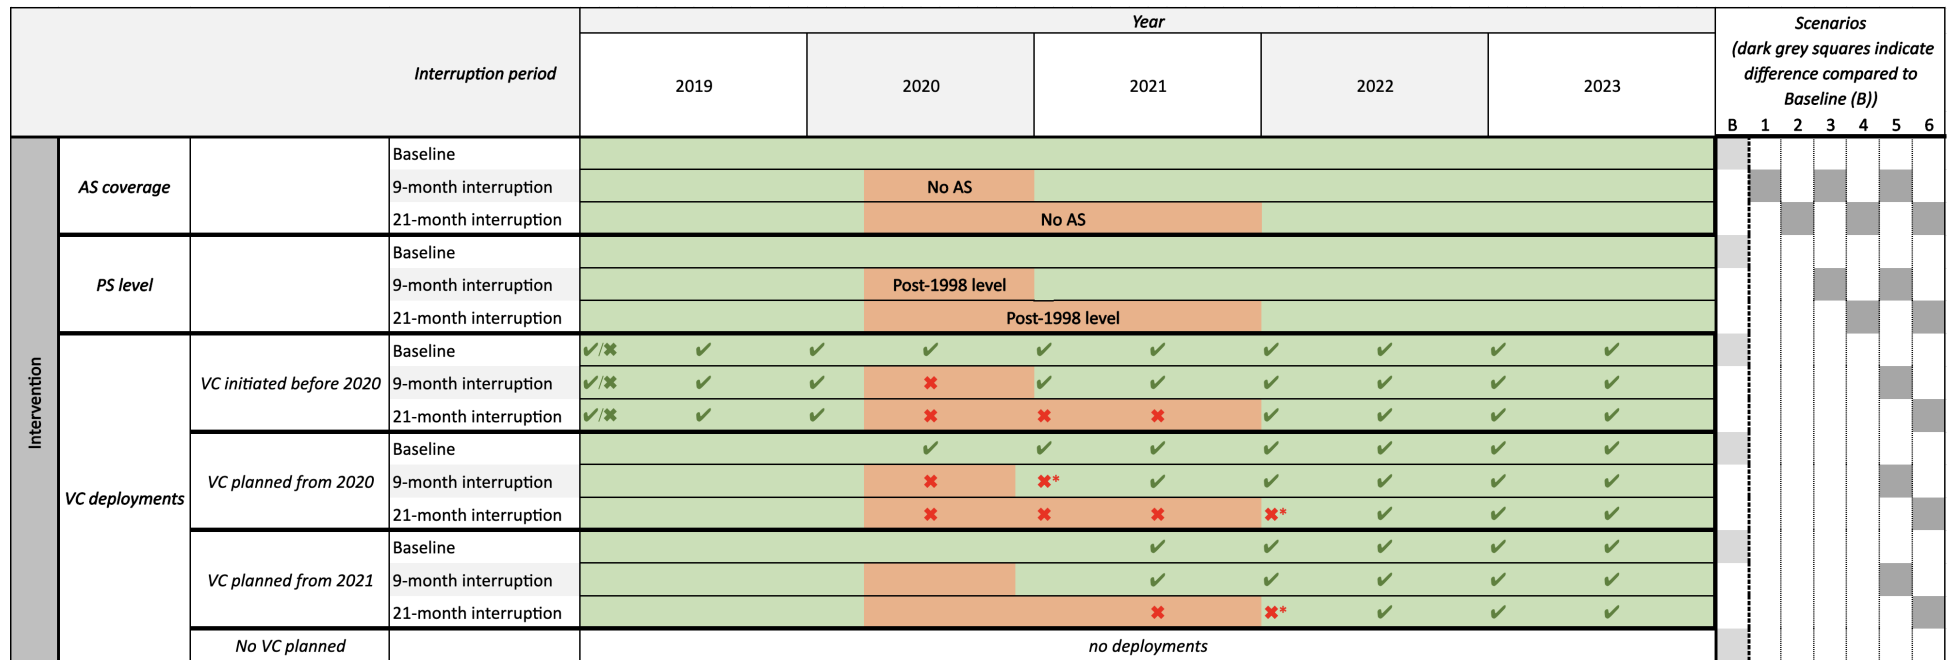 Year
Scenarios
(dark grey squares indicate
difference compared to
Baseline (B))
Interruption period
2019 2020 2021 2022 2023
B 1 2 3 4 5 6
Intervention
AS coverage
Baseline
9-month interruption No AS
21-month interruption No AS
PS level
Baseline
9-month interruption Post-1998 level
21-month interruption Post-1998 level
VC deployments
VC initiated before 2020
Baseline ✔/✖ ✔ ✔ ✔ ✔ ✔ ✔ ✔ ✔ ✔
9-month interruption ✔/✖ ✔ ✔ ✖ ✔ ✔ ✔ ✔ ✔ ✔
21-month interruption ✔/✖ ✔ ✔ ✖ ✖ ✖ ✔ ✔ ✔ ✔
VC planned from 2020
Baseline ✔ ✔ ✔ ✔ ✔ ✔ ✔
9-month interruption ✖ ✖* ✔ ✔ ✔ ✔ ✔
21-month interruption ✖ ✖ ✖ ✖* ✔ ✔ ✔
VC planned from 2021
Baseline ✔ ✔ ✔ ✔ ✔
9-month interruption ✔ ✔ ✔ ✔ ✔
21-month interruption ✖ ✖* ✔ ✔ ✔
No VC planned no deployments